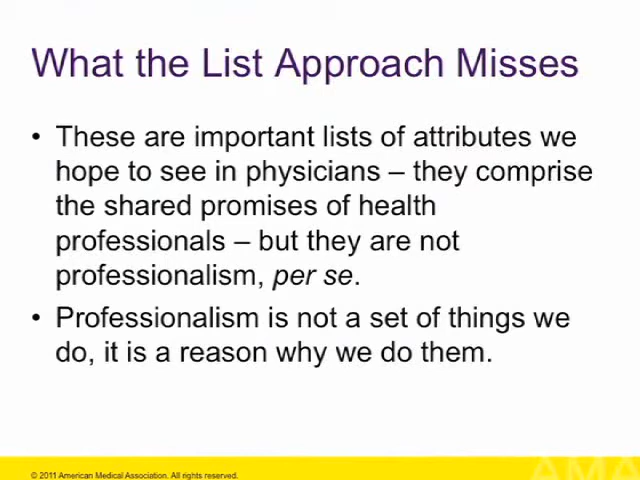 What the List Approach Misses
• These are important lists of attributes we
hope to see in physicians – they comprise
the shared promises of health
professionals – but they are not
professionalism, per se.
• Professionalism is not a set of things we
do, it is a reason why we do them.
© 2011 American Medical Association. All rights reserved.
AMA